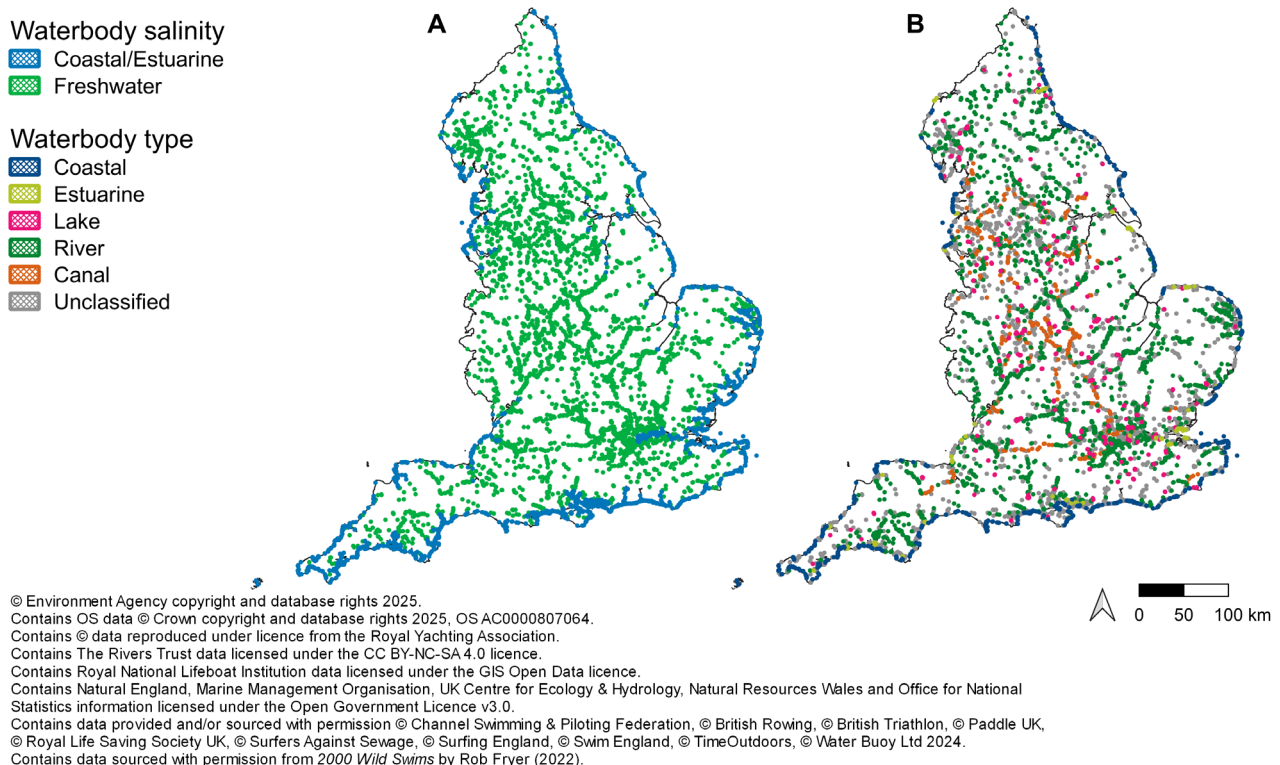 Waterbody salinity
Coastal/Estuarine
Freshwater
Waterbody type
Coastal
Estuarine
Lake
River
Canal
Unclassified
A
B
0 50 100 km
© Environment Agency copyright and database rights 2025.
Contains OS data © Crown copyright and database rights 2025, OS AC0000807064.
Contains © data reproduced under licence from the Royal Yachting Association.
Contains The Rivers Trust data licensed under the CC BY-NC-SA 4.0 licence.
Contains Royal National Lifeboat Institution data licensed under the GIS Open Data licence.
Contains Natural England, Marine Management Organisation, UK Centre for Ecology & Hydrology, Natural Resources Wales and Office for National
Statistics information licensed under the Open Government Licence v3.0.
Contains data provided and/or sourced with permission © Channel Swimming & Piloting Federation, © British Rowing, © British Triathlon, © Paddle UK,
© Royal Life Saving Society UK, © Surfers Against Sewage, © Surfing England, © Swim England, © TimeOutdoors, © Water Buoy Ltd 2024.
Contains data sourced with permission from 2000 Wild Swims by Rob Fryer (2022).